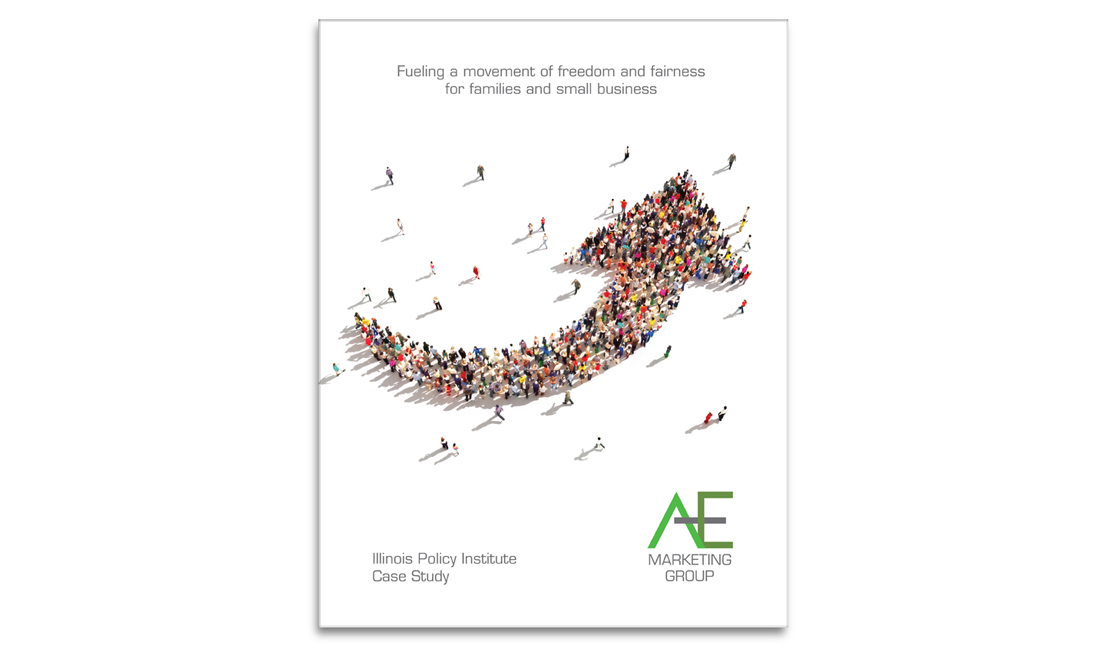 Fueling a movement of freedom and fairness
for families and small business
AE
MARKETING
GROUP
Illinois Policy Institute
Case Study